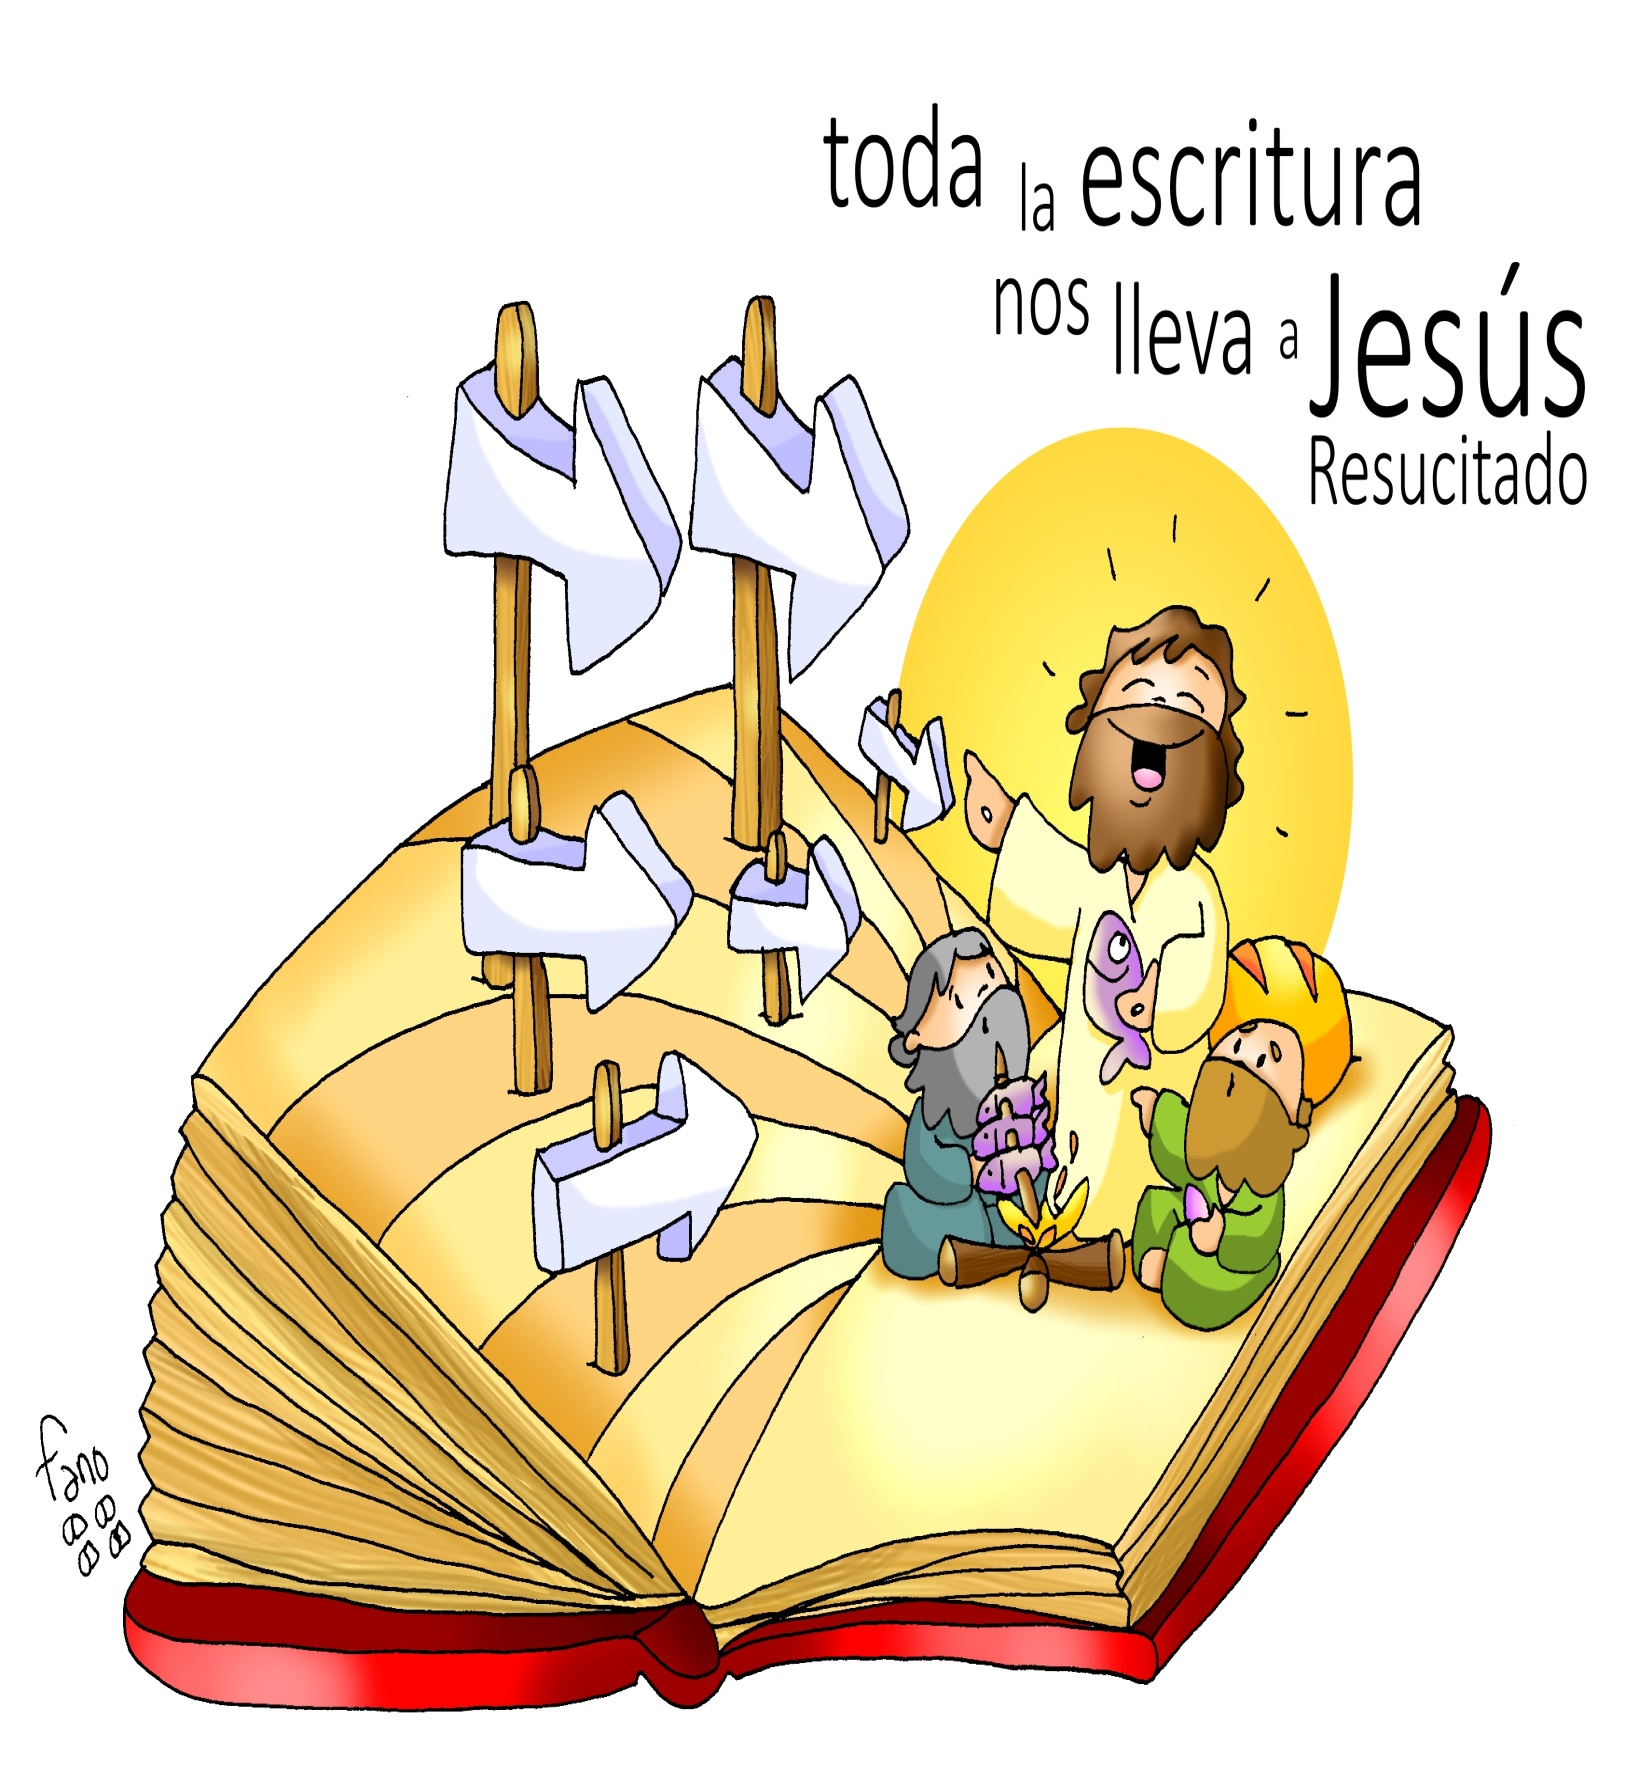 toda la escritura
nos lleva a Jesús
Resucitado
fano